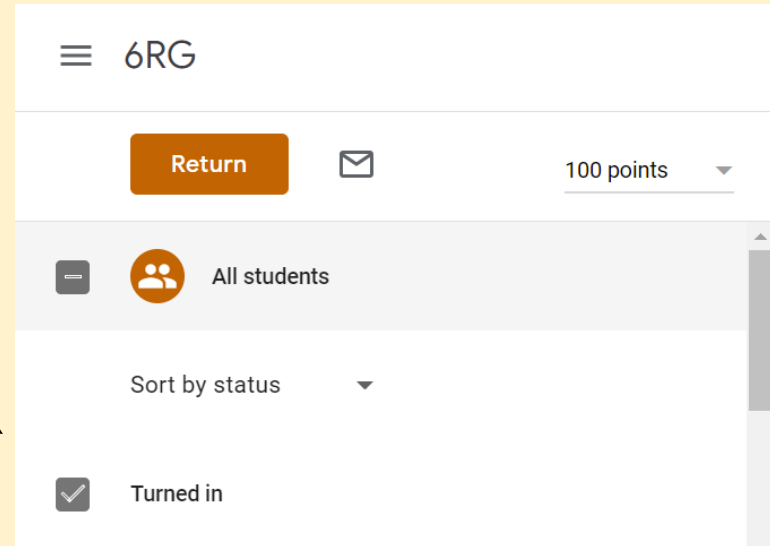 6RG
Return
100 points
All students
Sort by status
Turned in